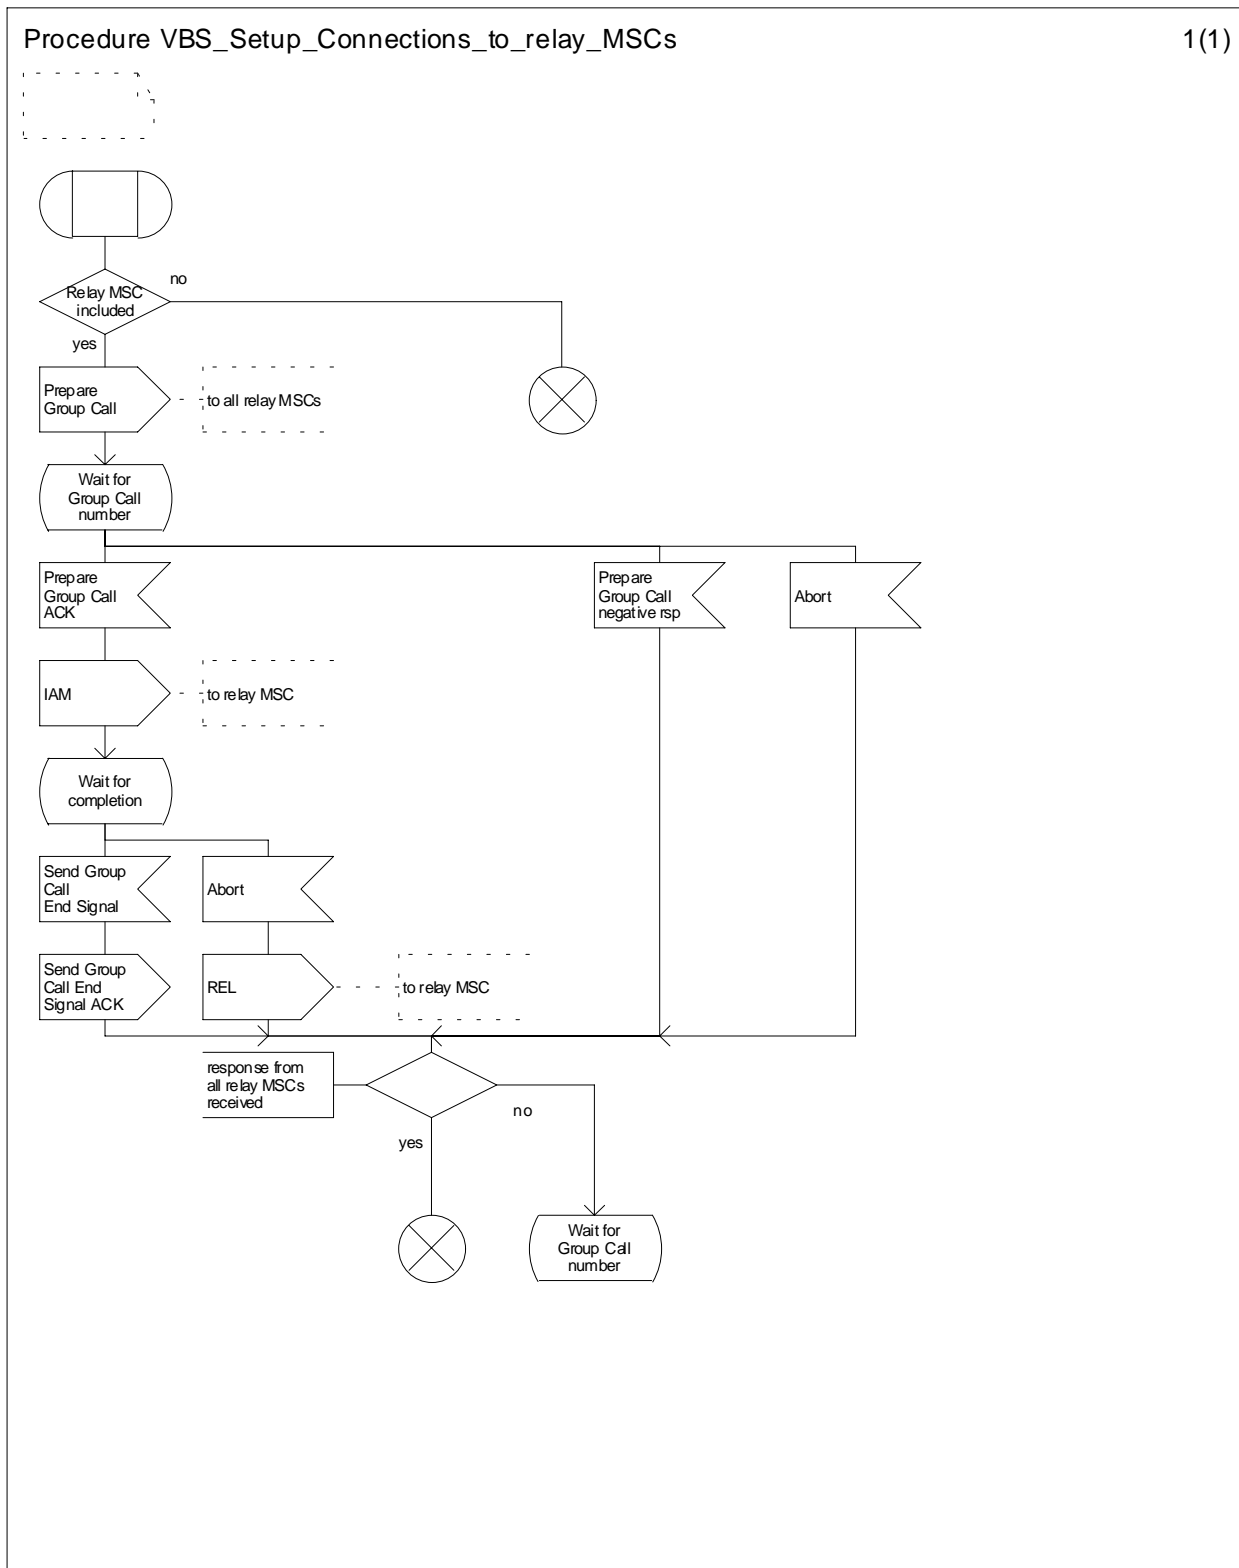 Procedure VBS_Setup_Connections_to_relay_MSCs
1(1)
no
Relay MSC
included
yes
Prepare
Group Call
to all relay MSCs
Wait for
Group Call
number
Prepare
Group Call
ACK
Prepare
Group Call
negative rsp
Abort
IAM
to relay MSC
Wait for
completion
Send Group
Call
End Signal
Abort
Send Group
Call End
Signal ACK
REL
to relay MSC
response from
all relay MSCs
received
no
yes
Wait for
Group Call
number